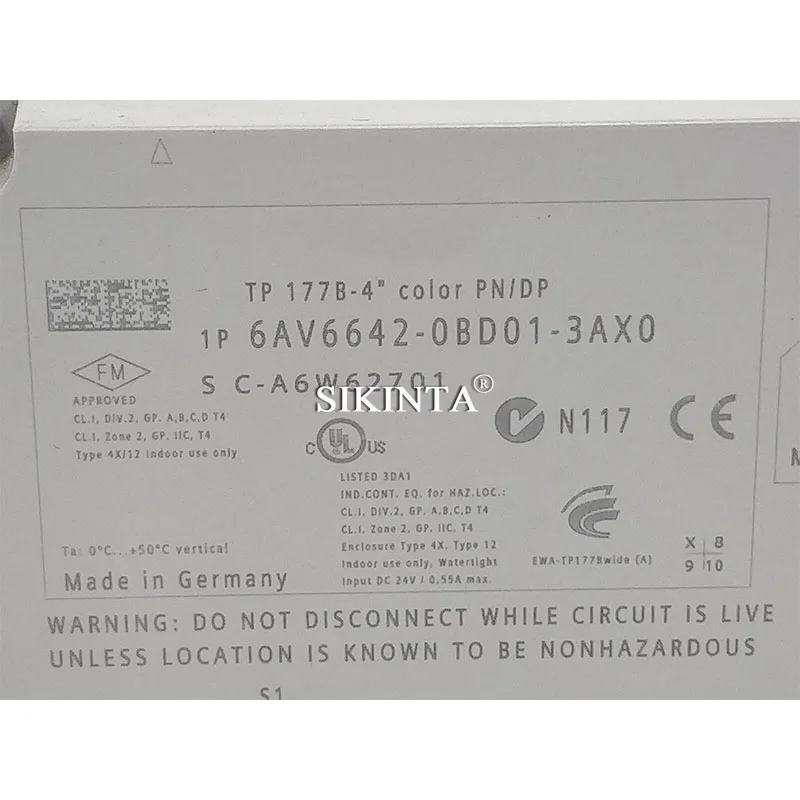 TP 177B-4" color PN/DP
1P 6AV6642-0BD01-3AX0
S C-A6W62701
SIKINTA®
FM
APPROVED
CL.I, DIV.2, GP. A,B,C,D T4
CL.I, Zone 2, GP. IIC, T4
Type 4X/12 Indoor use only
C UL US
LISTED 3DA1
IND.CONT. EQ. for HAZ.LOC.:
CL.I, DIV.2, GP. A,B,C,D T4
CL.I, Zone 2, GP. IIC, T4
Enclosure Type 4X, Type 12
Indoor use only, Watertight
Input DC 24V / 0,55A max.
N117
CE
EWA-TP177Bwide (A)
X 8
9 10
Ta: 0°C...+50°C vertical
Made in Germany
WARNING: DO NOT DISCONNECT WHILE CIRCUIT IS LIVE
UNLESS LOCATION IS KNOWN TO BE NONHAZARDOUS
S1